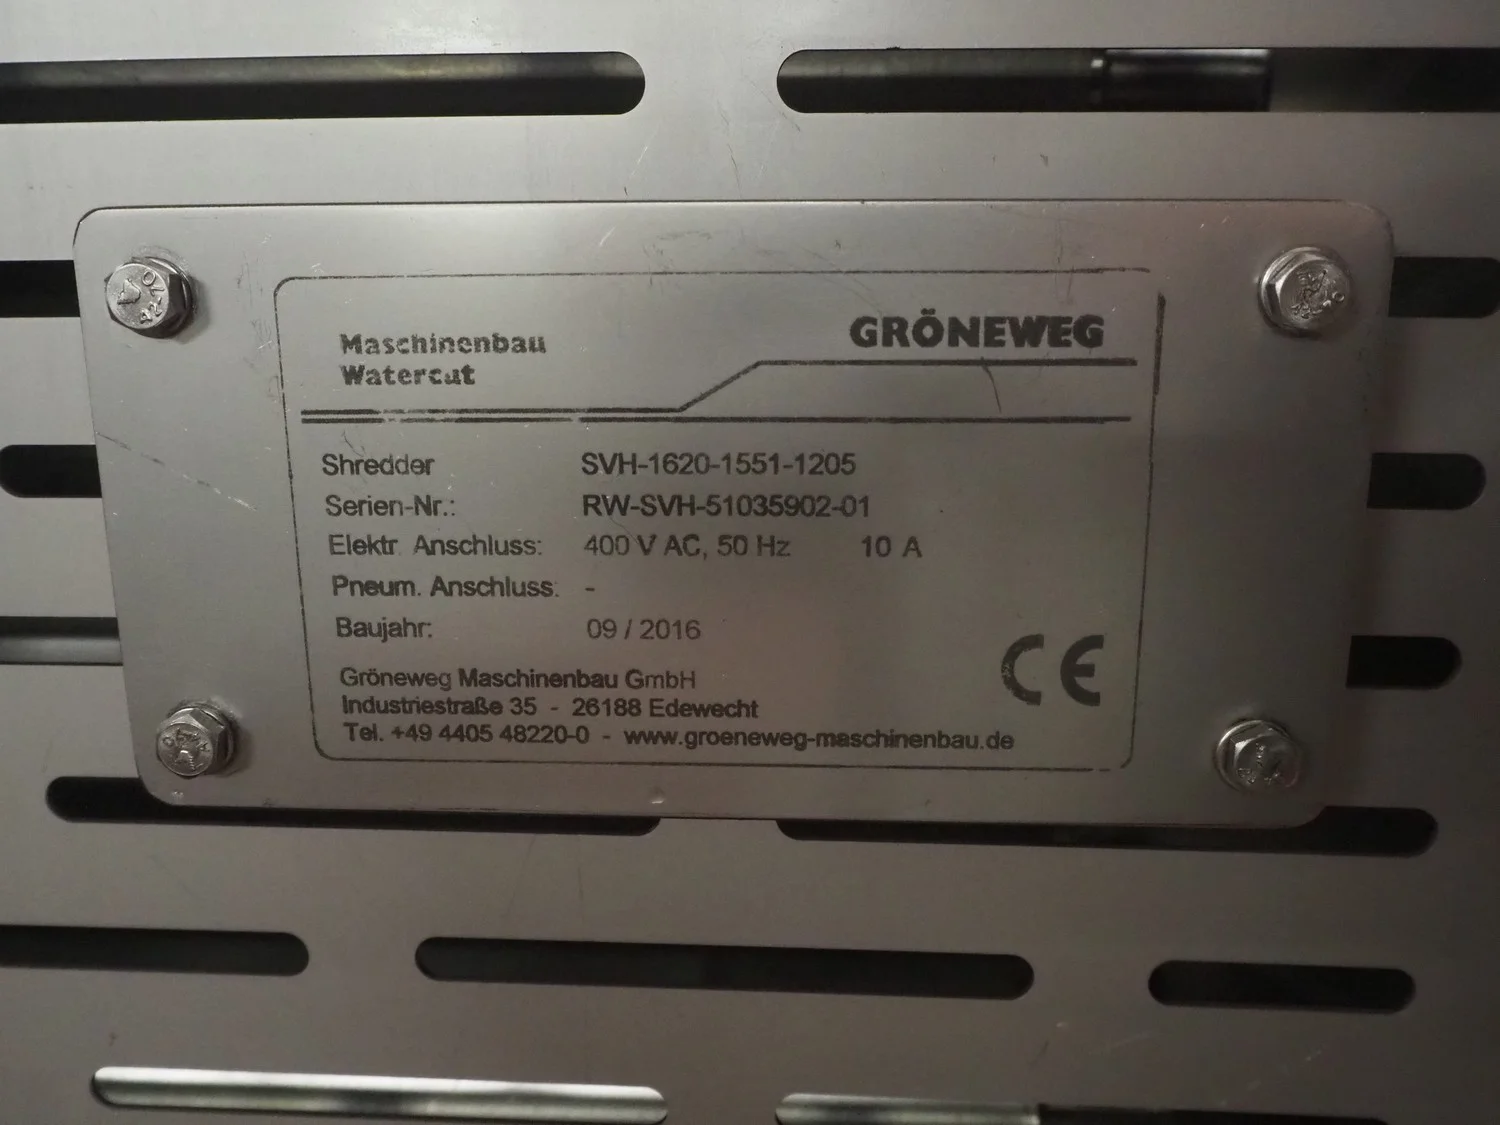 Maschinenbau
Watercut
GRÖNEWEG
Shredder SVH-1620-1551-1205
Serien-Nr.: RW-SVH-51035902-01
Elektr. Anschluss: 400 V AC, 50 Hz 10 A
Pneum. Anschluss: -
Baujahr: 09 / 2016
CE
Gröneweg Maschinenbau GmbH
Industriestraße 35 - 26188 Edewecht
Tel. +49 4405 48220-0 - www.groeneweg-maschinenbau.de